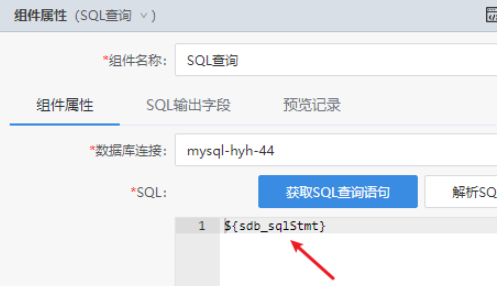 组件属性 (SQL查询)
*组件名称: SQL查询
组件属性 SQL输出字段 预览记录
*数据库连接: mysql-hyh-44
*SQL: 获取SQL查询语句 解析SQ
1 ${sdb_sqlStmt}